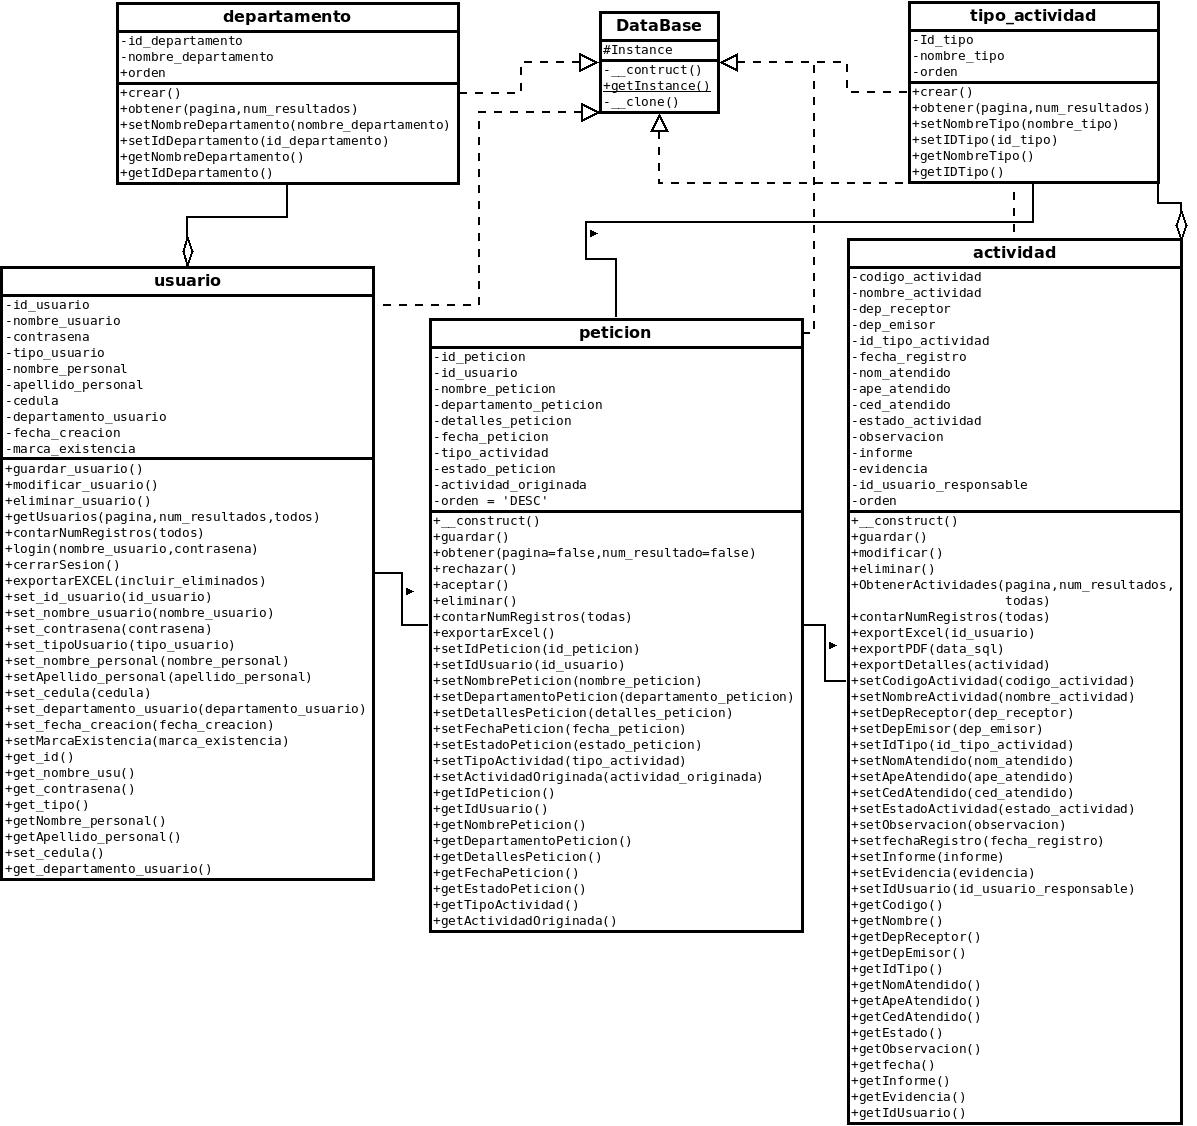 departamento
-id_departamento
-nombre_departamento
+orden
+crear()
+obtener(pagina,num_resultados)
+setNombreDepartamento(nombre_departamento)
+setIdDepartamento(id_departamento)
+getNombreDepartamento()
+getIdDepartamento()
DataBase
#Instance
-__contruct()
+getInstance()
-__clone()
tipo_actividad
-Id_tipo
-nombre_tipo
-orden
+crear()
+obtener(pagina,num_resultados)
+setNombreTipo(nombre_tipo)
+setIDTipo(id_tipo)
+getNombreTipo()
+getIDTipo()
usuario
-id_usuario
-nombre_usuario
-contrasena
-tipo_usuario
-nombre_personal
-apellido_personal
-cedula
-departamento_usuario
-fecha_creacion
-marca_existencia
+guardar_usuario()
+modificar_usuario()
+eliminar_usuario()
+getUsuarios(pagina,num_resultados,todos)
+contarNumRegistros(todos)
+login(nombre_usuario,contrasena)
+cerrarSesion()
+exportarEXCEL(incluir_eliminados)
+set_id_usuario(id_usuario)
+set_nombre_usuario(nombre_usuario)
+set_contrasena(contrasena)
+set_tipoUsuario(tipo_usuario)
+set_nombre_personal(nombre_personal)
+setApellido_personal(apellido_personal)
+set_cedula(cedula)
+set_departamento_usuario(departamento_usuario)
+set_fecha_creacion(fecha_creacion)
+setMarcaExistencia(marca_existencia)
+get_id()
+get_nombre_usu()
+get_contrasena()
+get_tipo()
+getNombre_personal()
+getApellido_personal()
+set_cedula()
+get_departamento_usuario()
peticion
-id_peticion
-id_usuario
-nombre_peticion
-departamento_peticion
-detalles_peticion
-fecha_peticion
-tipo_actividad
-estado_peticion
-actividad_originada
-orden = 'DESC'
+__construct()
+guardar()
+obtener(pagina=false,num_resultado=false)
+rechazar()
+aceptar()
+eliminar()
+contarNumRegistros(todas)
+exportarExcel()
+setIdPeticion(id_peticion)
+setIdUsuario(id_usuario)
+setNombrePeticion(nombre_peticion)
+setDepartamentoPeticion(departamento_peticion)
+setDetallesPeticion(detalles_peticion)
+setFechaPeticion(fecha_peticion)
+setEstadoPeticion(estado_peticion)
+setTipoActividad(tipo_actividad)
+setActividadOriginada(actividad_originada)
+getIdPeticion()
+getIdUsuario()
+getNombrePeticion()
+getDepartamentoPeticion()
+getDetallesPeticion()
+getFechaPeticion()
+getEstadoPeticion()
+getTipoActividad()
+getActividadOriginada()
actividad
-codigo_actividad
-nombre_actividad
-dep_receptor
-dep_emisor
-id_tipo_actividad
-fecha_registro
-nom_atendido
-ape_atendido
-ced_atendido
-estado_actividad
-observacion
-informe
-evidencia
-id_usuario_responsable
-orden
+__construct()
+guardar()
+modificar()
+eliminar()
+ObtenerActividades(pagina,num_resultados,
todas)
+contarNumRegistros(todas)
+exportExcel(id_usuario)
+exportPDF(data_sql)
+exportDetalles(actividad)
+setCodigoActividad(codigo_actividad)
+setNombreActividad(nombre_actividad)
+setDepReceptor(dep_receptor)
+setDepEmisor(dep_emisor)
+setIdTipo(id_tipo_actividad)
+setNomAtendido(nom_atendido)
+setApeAtendido(ape_atendido)
+setCedAtendido(ced_atendido)
+setEstadoActividad(estado_actividad)
+setObservacion(observacion)
+setfechaRegistro(fecha_registro)
+setInforme(informe)
+setEvidencia(evidencia)
+setIdUsuario(id_usuario_responsable)
+getCodigo()
+getNombre()
+getDepReceptor()
+getDepEmisor()
+getIdTipo()
+getNomAtendido()
+getApeAtendido()
+getCedAtendido()
+getEstado()
+getObservacion()
+getfecha()
+getInforme()
+getEvidencia()
+getIdUsuario()